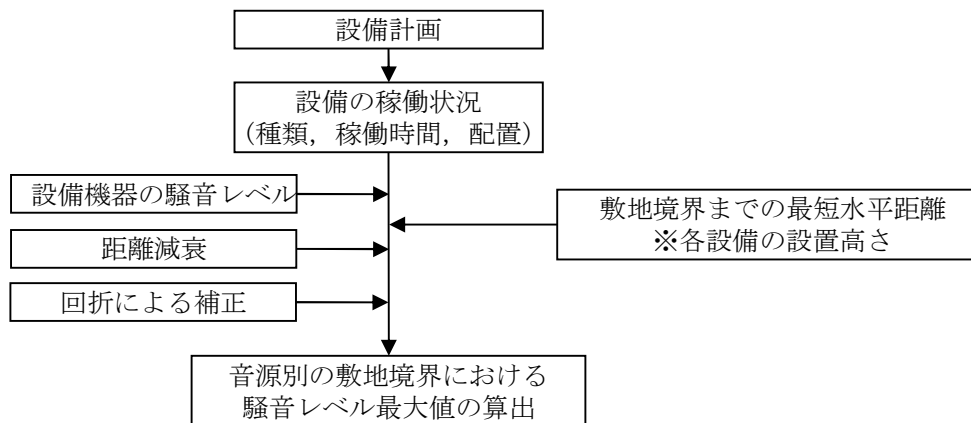 設備計画
設備の稼働状況
（種類，稼働時間，配置）
設備機器の騒音レベル
敷地境界までの最短水平距離
※各設備の設置高さ
距離減衰
回折による補正
音源別の敷地境界における
騒音レベル最大値の算出